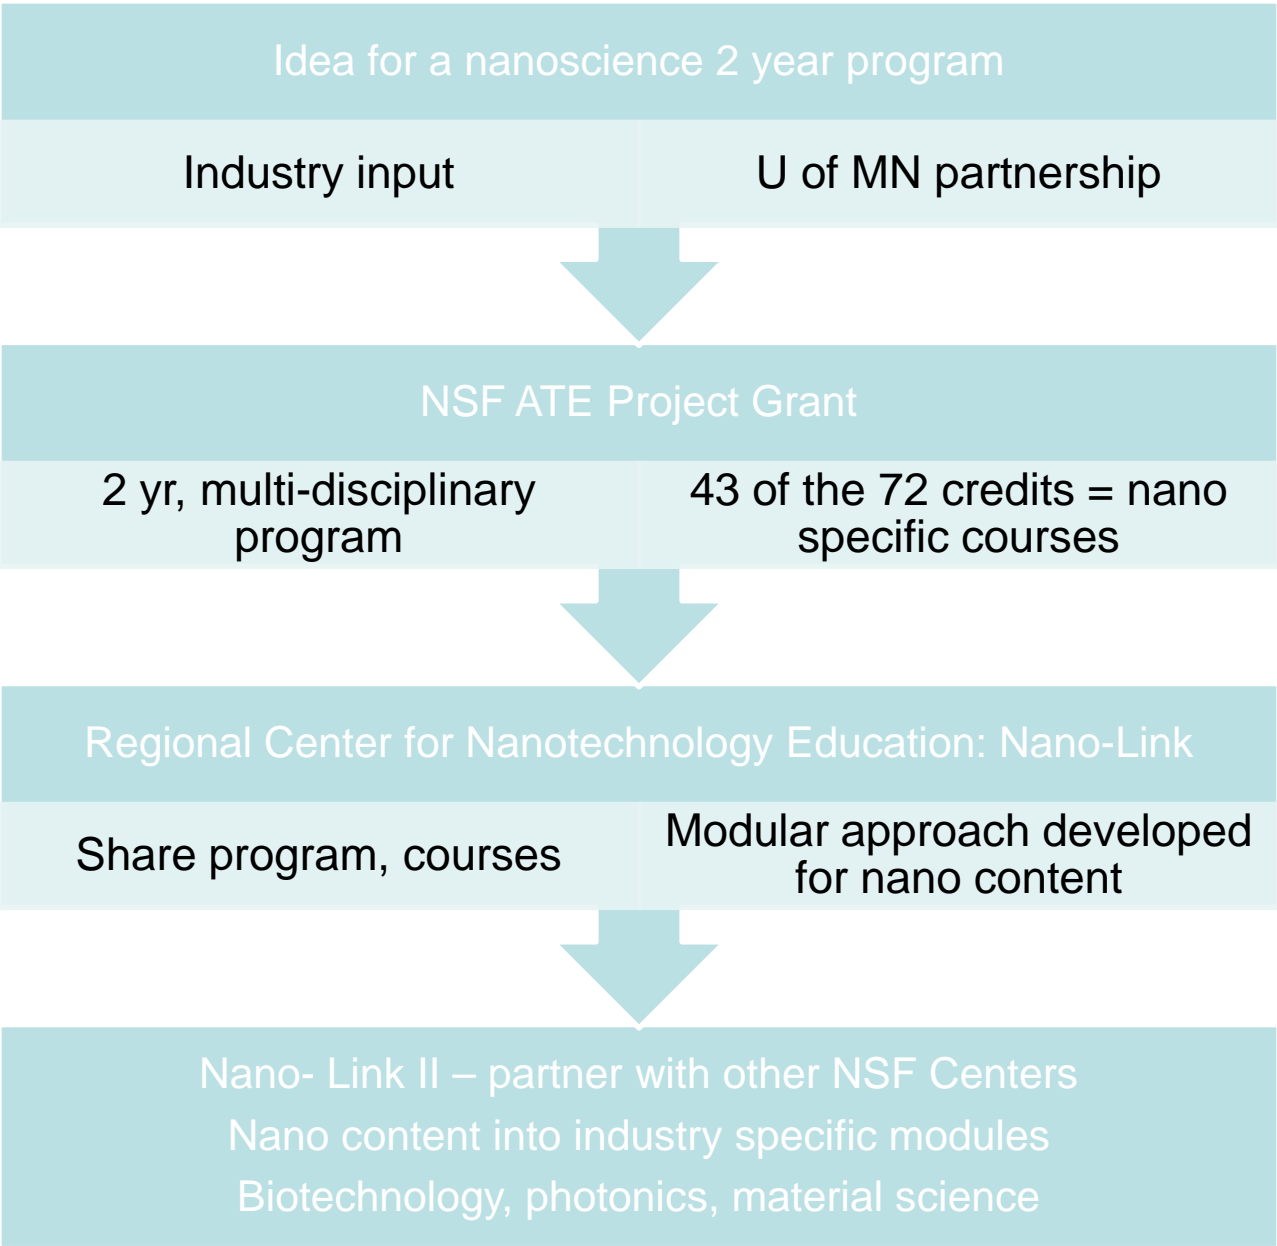 Idea for a nanoscience 2 year program
Industry input
U of MN partnership
NSF ATE Project Grant
2 yr, multi-disciplinary
program
43 of the 72 credits = nano
specific courses
Regional Center for Nanotechnology Education: Nano-Link
Share program, courses
Modular approach developed
for nano content
Nano- Link II – partner with other NSF Centers
Nano content into industry specific modules
Biotechnology, photonics, material science